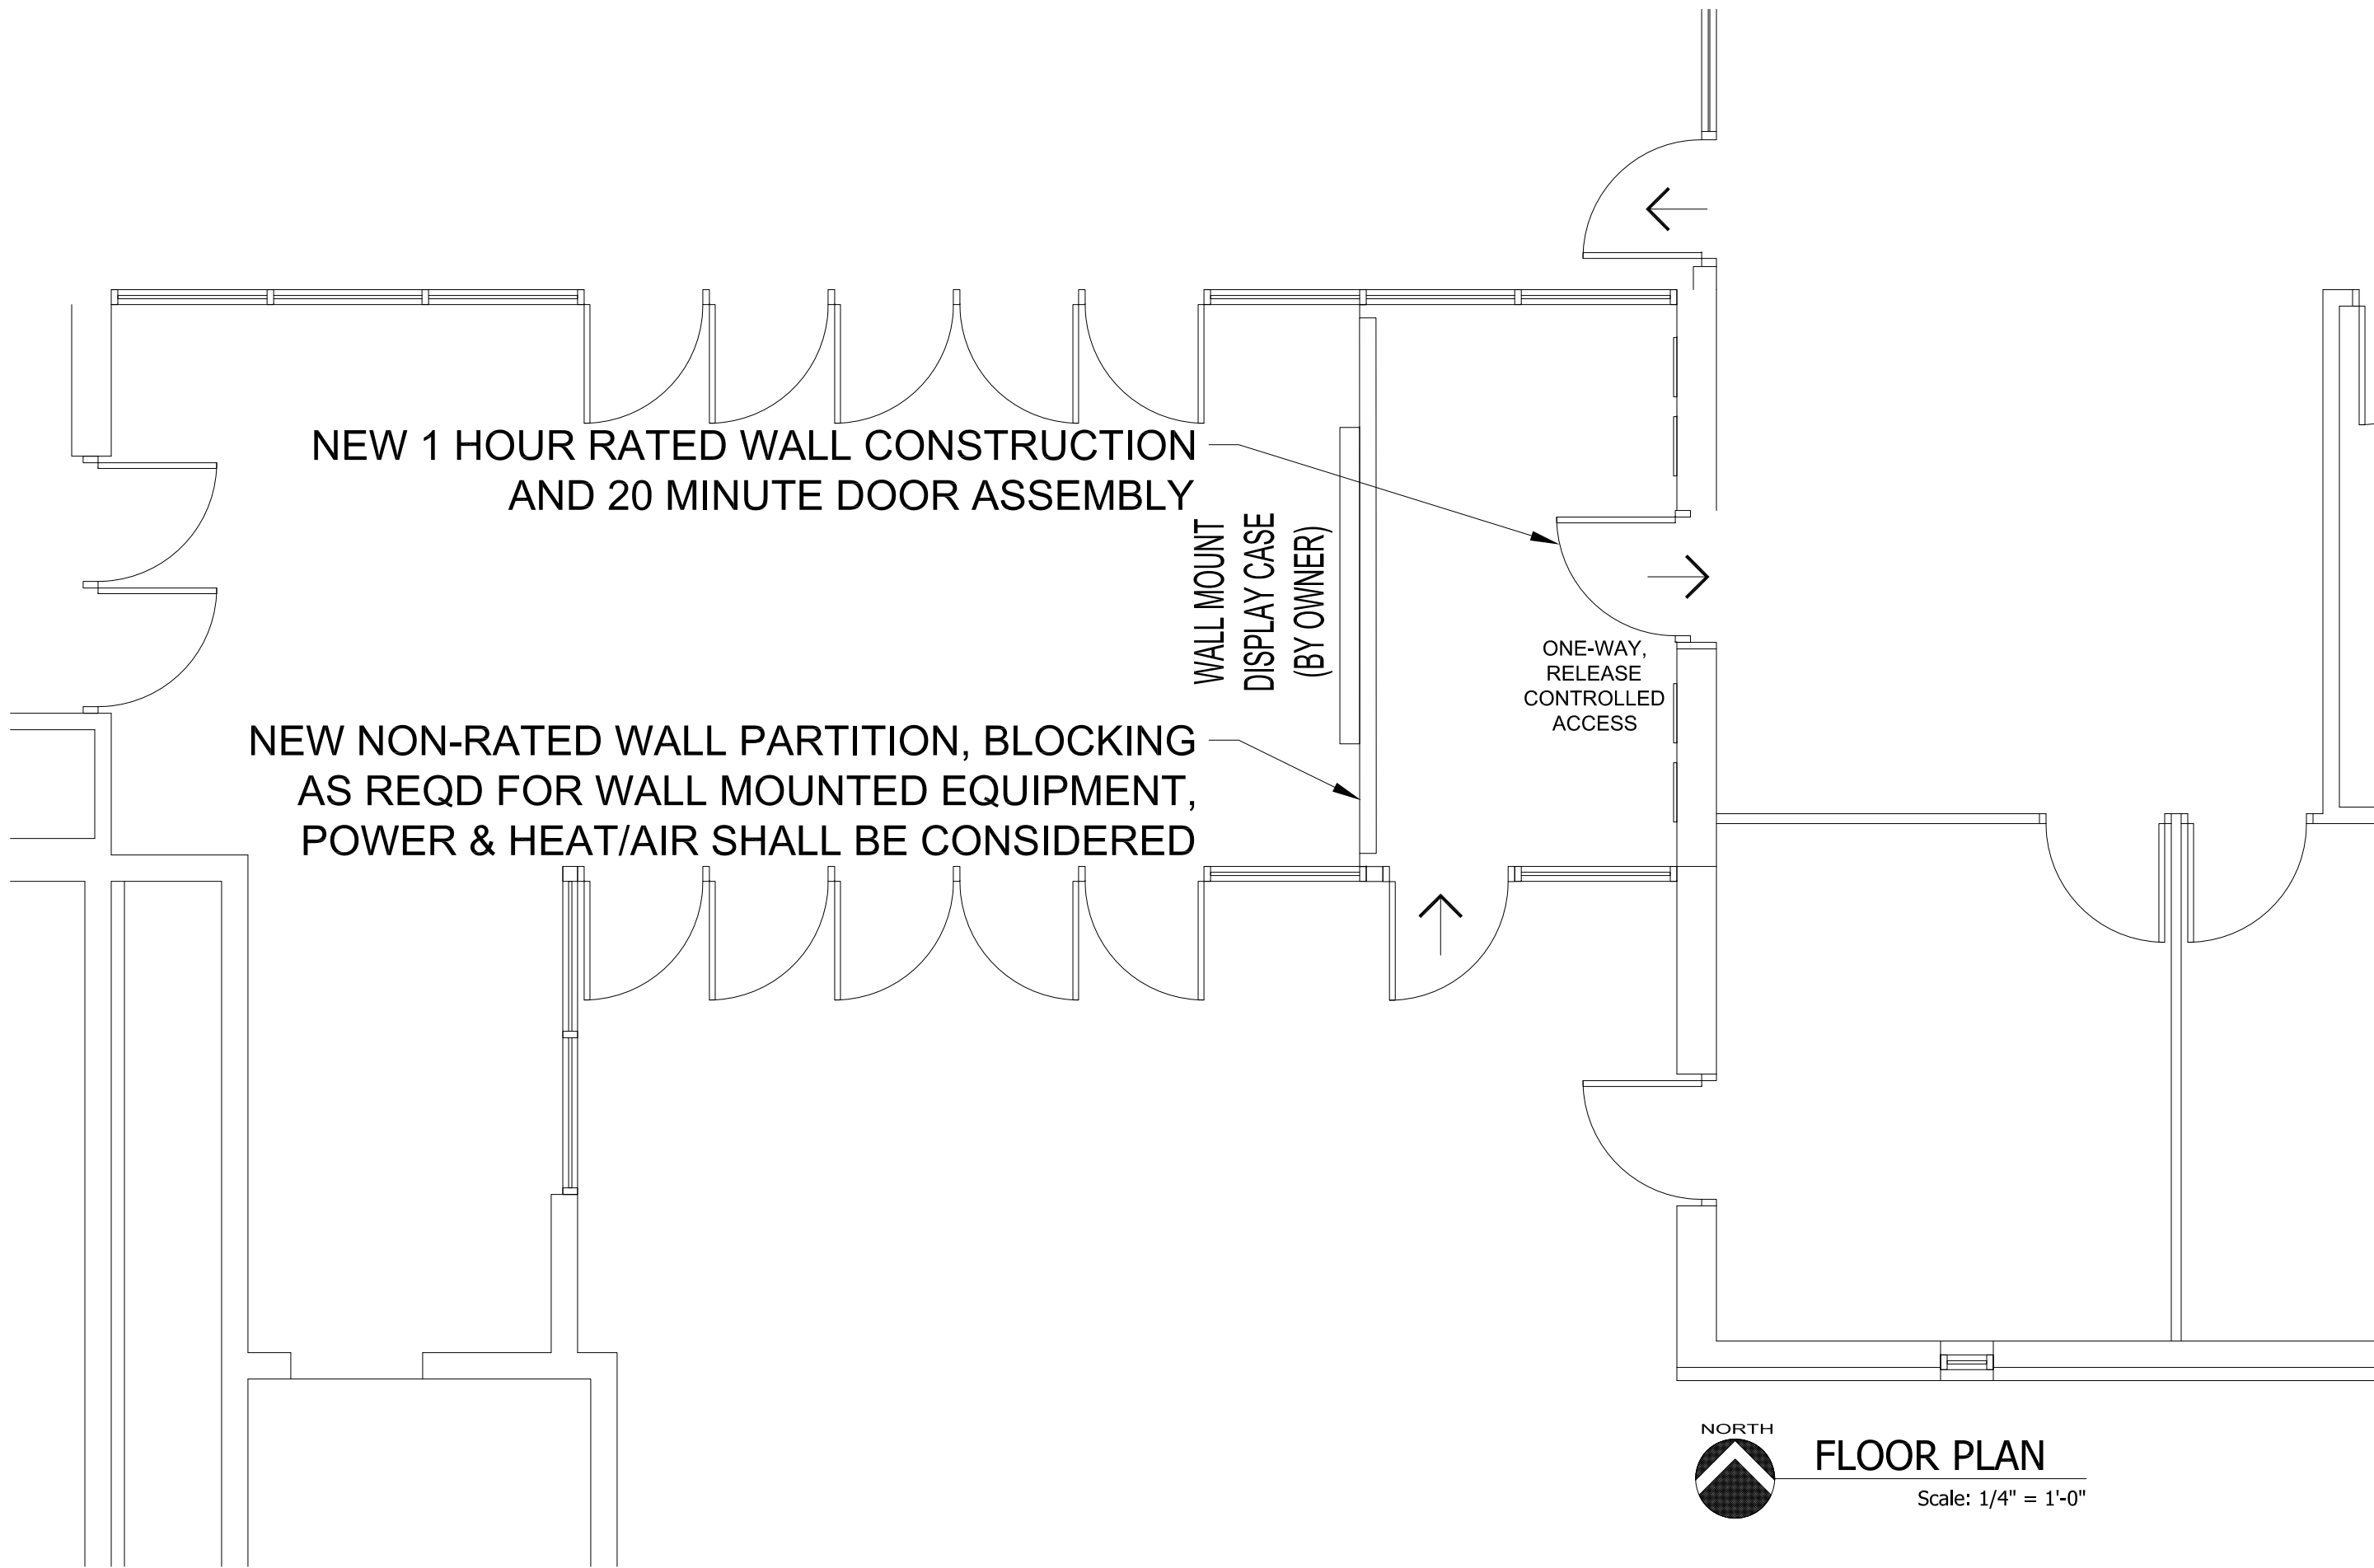 NEW 1 HOUR RATED WALL CONSTRUCTION
AND 20 MINUTE DOOR ASSEMBLY
WALL MOUNT
DISPLAY CASE
(BY OWNER)
ONE-WAY,
RELEASE
CONTROLLED
ACCESS
NEW NON-RATED WALL PARTITION, BLOCKING
AS REQD FOR WALL MOUNTED EQUIPMENT,
POWER & HEAT/AIR SHALL BE CONSIDERED
NORTH
FLOOR PLAN
Scale: 1/4" = 1'-0"